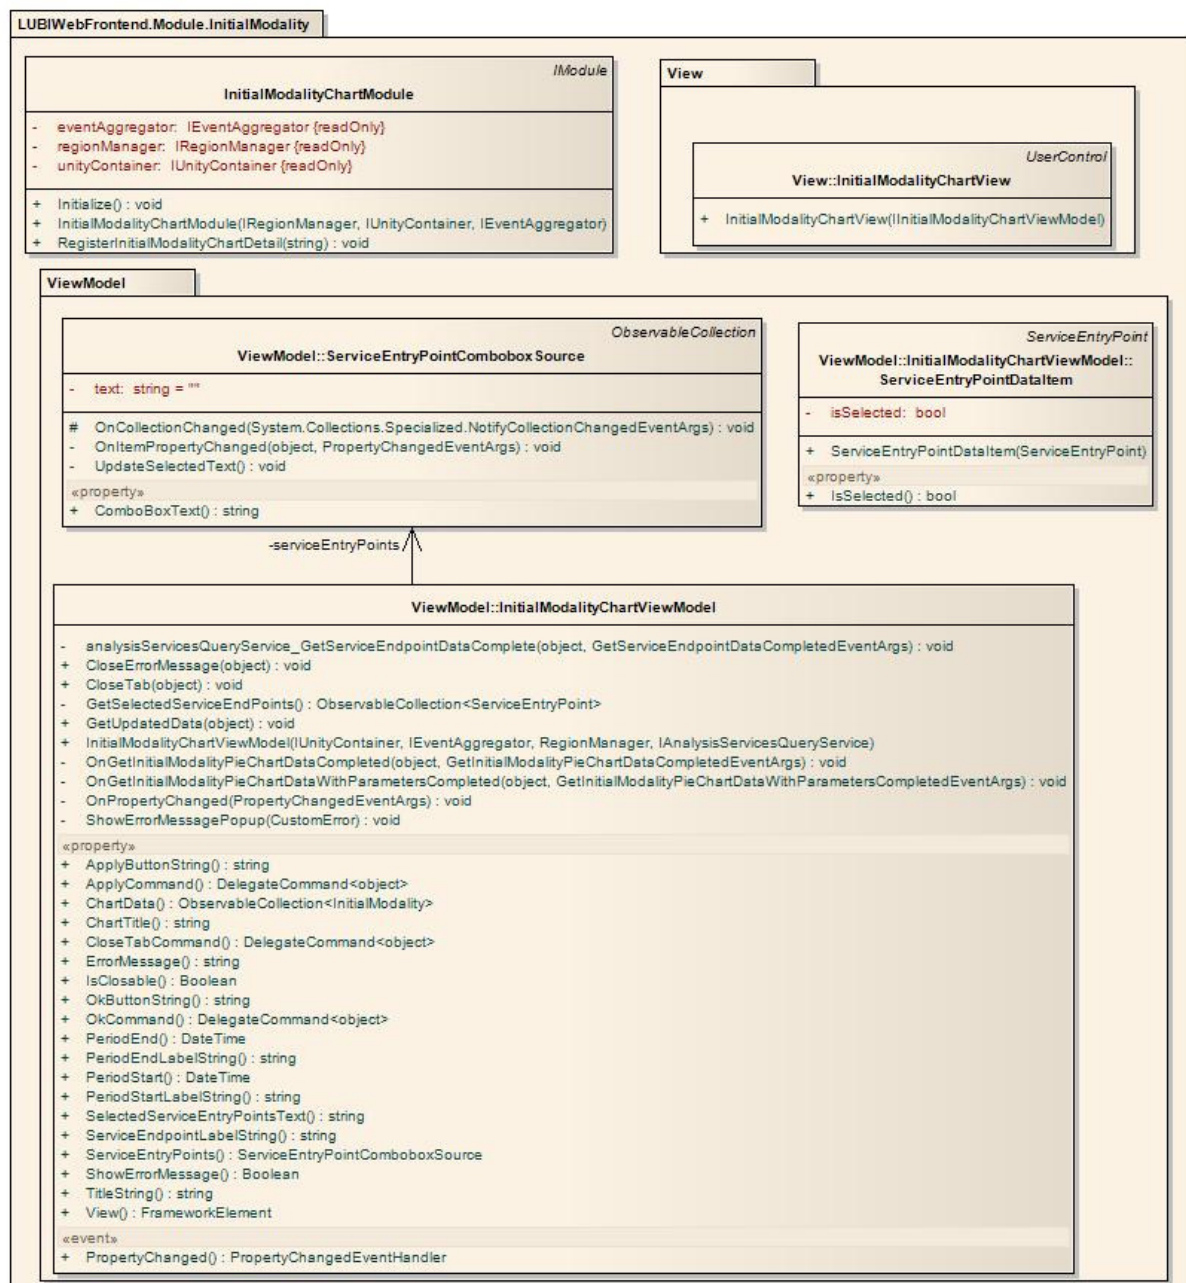 LUBIWebFrontend.Module.InitialModality
IModule
InitialModalityChartModule
- eventAggregator: IEventAggregator {readOnly}
- regionManager: IRegionManager {readOnly}
- unityContainer: IUnityContainer {readOnly}
+ Initialize() : void
+ InitialModalityChartModule(IRegionManager, IUnityContainer, IEventAggregator)
+ RegisterInitialModalityChartDetail(string) : void
View
UserControl
View::InitialModalityChartView
+ InitialModalityChartView(IInitialModalityChartViewModel)
ViewModel
ObservableCollection
ViewModel::ServiceEntryPointComboboxSource
- text: string = ""
# OnCollectionChanged(System.Collections.Specialized.NotifyCollectionChangedEventArgs) : void
- OnItemPropertyChanged(object, PropertyChangedEventArgs) : void
- UpdateSelectedText() : void
«property»
+ ComboBoxText() : string
ServiceEntryPoint
ViewModel::InitialModalityChartViewModel::
ServiceEntryPointDataItem
- isSelected: bool
+ ServiceEntryPointDataItem(ServiceEntryPoint)
«property»
+ IsSelected() : bool
-serviceEntryPoints
ViewModel::InitialModalityChartViewModel
- analysisServicesQueryService_GetServiceEndpointDataComplete(object, GetServiceEndpointDataCompletedEventArgs) : void
+ CloseErrorMessage(object) : void
+ CloseTab(object) : void
- GetSelectedServiceEndPoints() : ObservableCollection<ServiceEntryPoint>
+ GetUpdatedData(object) : void
+ InitialModalityChartViewModel(IUnityContainer, IEventAggregator, RegionManager, IAnalysisServicesQueryService)
- OnGetInitialModalityPieChartDataCompleted(object, GetInitialModalityPieChartDataCompletedEventArgs) : void
- OnGetInitialModalityPieChartDataWithParametersCompleted(object, GetInitialModalityPieChartDataWithParametersCompletedEventArgs) : void
- OnPropertyChanged(PropertyChangedEventArgs) : void
- ShowErrorMessagePopup(CustomError) : void
«property»
+ ApplyButtonString() : string
+ ApplyCommand() : DelegateCommand<object>
+ ChartData() : ObservableCollection<InitialModality>
+ ChartTitle() : string
+ CloseTabCommand() : DelegateCommand<object>
+ ErrorMessage() : string
+ IsClosable() : Boolean
+ OkButtonString() : string
+ OkCommand() : DelegateCommand<object>
+ PeriodEnd() : DateTime
+ PeriodEndLabelString() : string
+ PeriodStart() : DateTime
+ PeriodStartLabelString() : string
+ SelectedServiceEntryPointsText() : string
+ ServiceEndpointLabelString() : string
+ ServiceEntryPoints() : ServiceEntryPointComboboxSource
+ ShowErrorMessage() : Boolean
+ TitleString() : string
+ View() : FrameworkElement
«event»
+ PropertyChanged() : PropertyChangedEventHandler